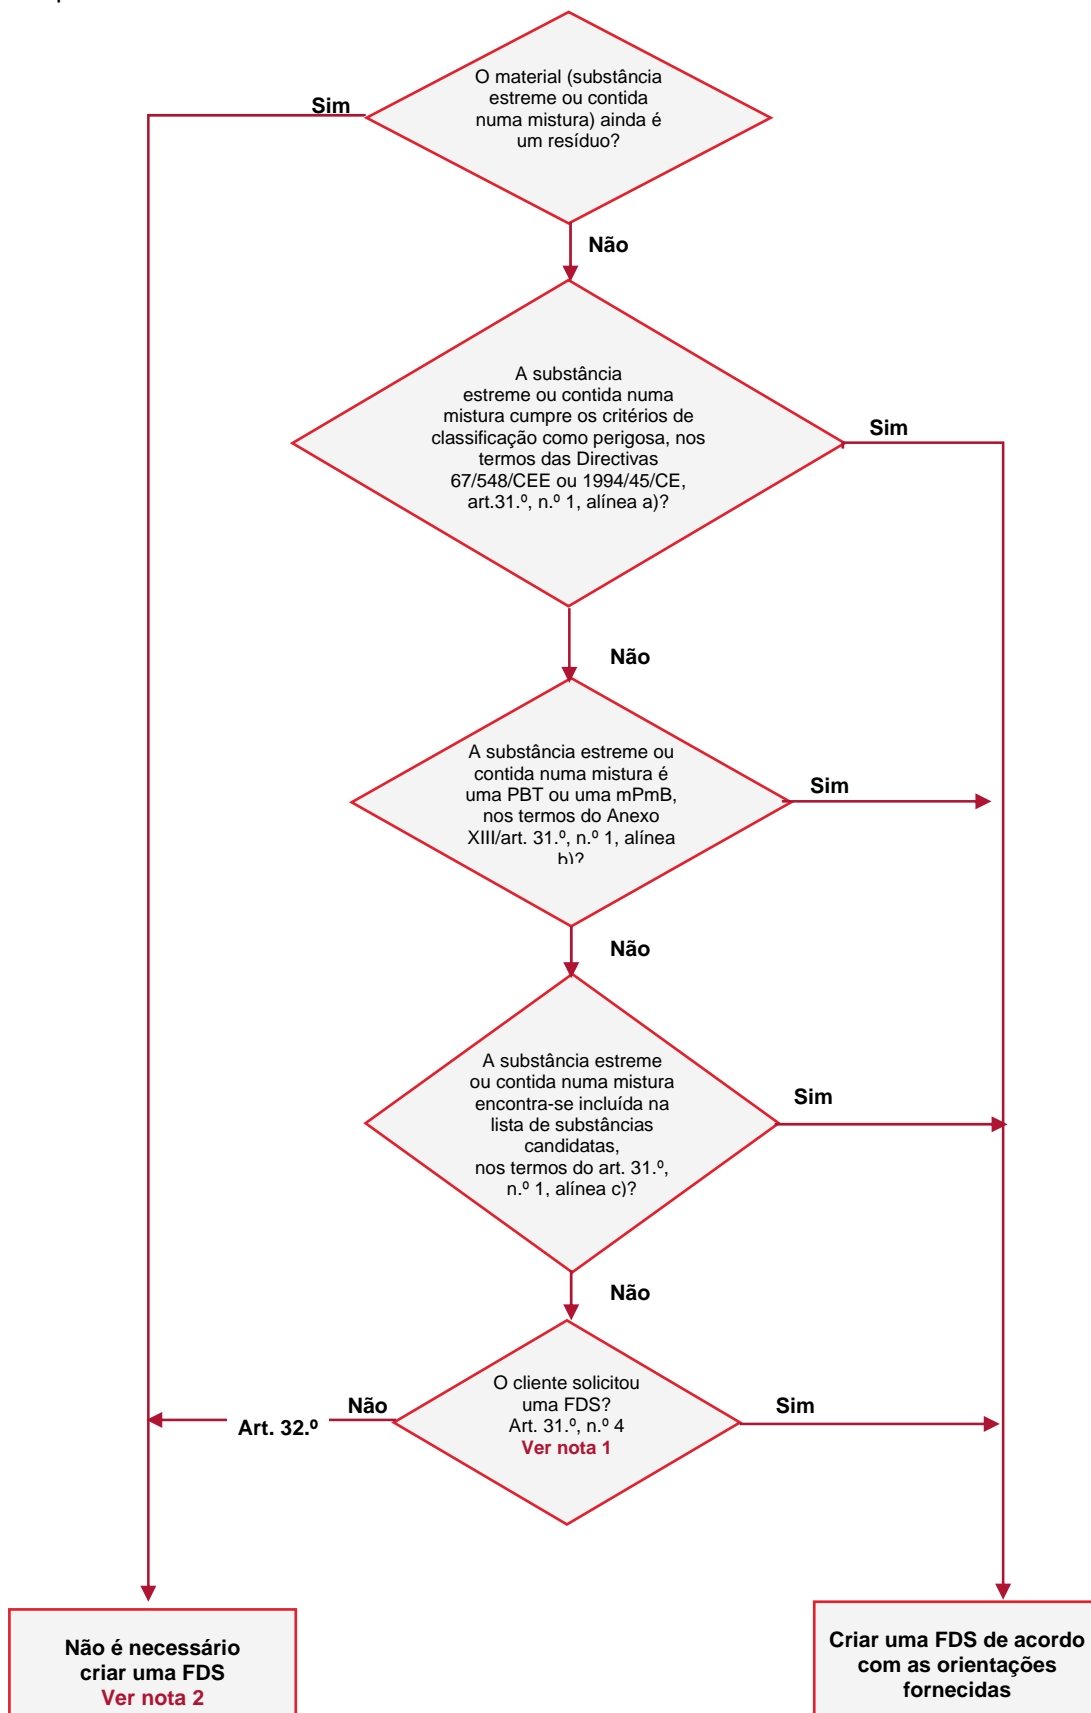 O material (substância
estreme ou contida
numa mistura) ainda é
um resíduo?
Sim
Não
A substância
estreme ou contida numa
mistura cumpre os critérios de
classificação como perigosa, nos
termos das Directivas
67/548/CEE ou 1994/45/CE,
art.31.º, n.º 1, alínea a)?
Sim
Não
A substância estreme ou
contida numa mistura é
uma PBT ou uma mPmB,
nos termos do Anexo
XIII/art. 31.º, n.º 1, alínea
b)?
Sim
Não
A substância estreme
ou contida numa mistura
encontra-se incluída na
lista de substâncias
candidatas,
nos termos do art. 31.º,
n.º 1, alínea c)?
Sim
Não
O cliente solicitou
uma FDS?
Art. 31.º, n.º 4
Ver nota 1
Não
Art. 32.º
Sim
Não é necessário
criar uma FDS
Ver nota 2
Criar uma FDS de acordo
com as orientações
fornecidas